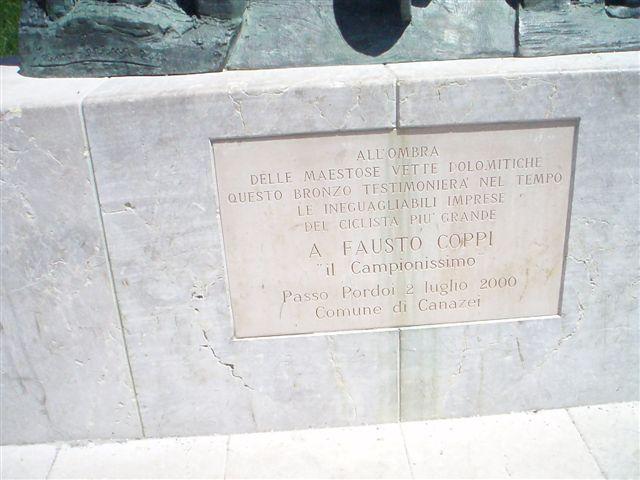 ALL'OMBRA
DELLE MAESTOSE VETTE DOLOMITICHE
QUESTO BRONZO TESTIMONIERA' NEL TEMPO
LE INEGUAGLIABILI IMPRESE
DEL CICLISTA PIU' GRANDE
A FAUSTO COPPI
"il Campionissimo"
Passo Pordoi 2 luglio 2000
Comune di Canazei